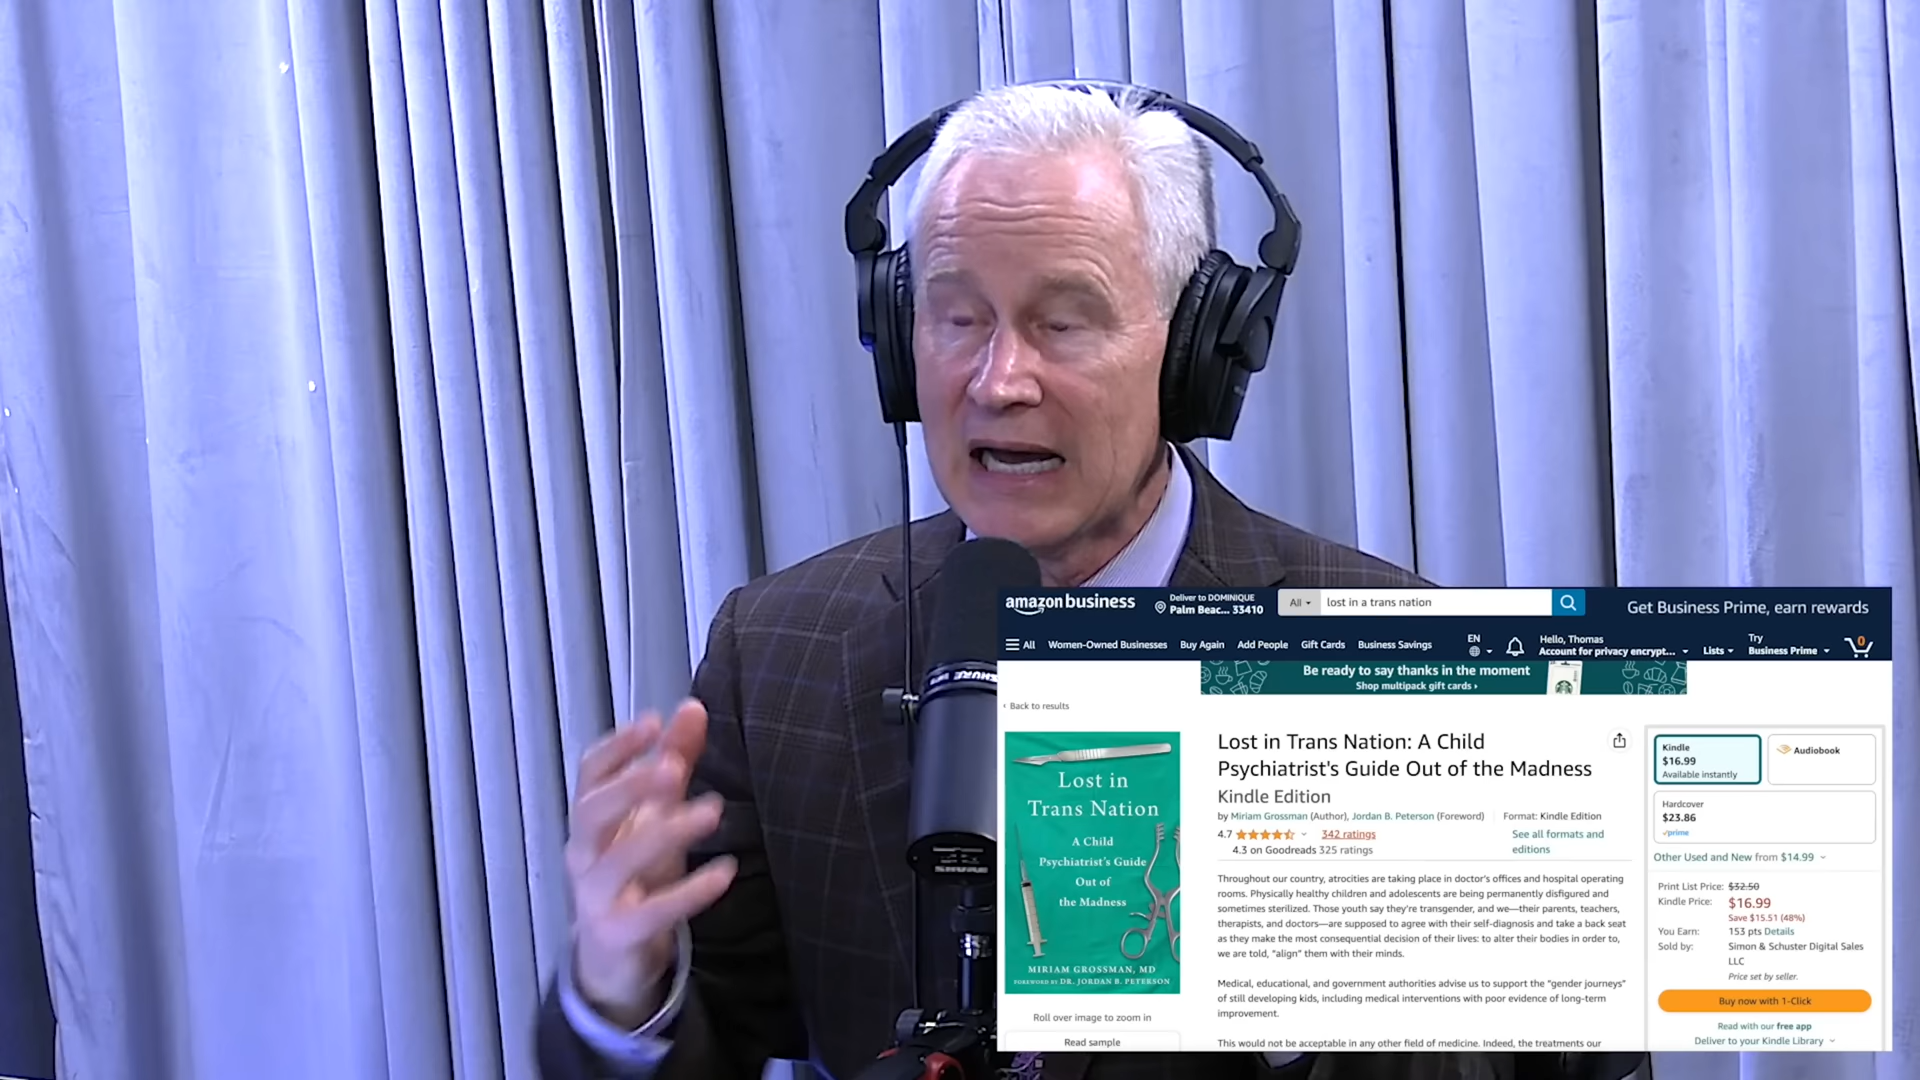 SHURE
SHURE
amazon business
Deliver to DOMINIQUE
Palm Beac... 33410
All
lost in a trans nation
Get Business Prime, earn rewards
All
Women-Owned Businesses
Buy Again
Add People
Gift Cards
Business Savings
EN
Hello, Thomas
Account for privacy encrypt...
Lists
Try
Business Prime
0
Be ready to say thanks in the moment
Shop multipack gift cards ›
‹ Back to results
Lost in
Trans Nation
A Child
Psychiatrist's Guide
Out of
the Madness
MIRIAM GROSSMAN, MD
FOREWORD BY DR. JORDAN B. PETERSON
Roll over image to zoom in
Read sample
Lost in Trans Nation: A Child
Psychiatrist's Guide Out of the Madness
Kindle Edition
by Miriam Grossman (Author), Jordan B. Peterson (Foreword)
Format: Kindle Edition
4.7
342 ratings
See all formats and
editions
4.3 on Goodreads 325 ratings
Throughout our country, atrocities are taking place in doctor's offices and hospital operating
rooms. Physically healthy children and adolescents are being permanently disfigured and
sometimes sterilized. Those youth say they're transgender, and we—their parents, teachers,
therapists, and doctors—are supposed to agree with their self-diagnosis and take a back seat
as they make the most consequential decision of their lives: to alter their bodies in order to,
we are told, "align" them with their minds.
Medical, educational, and government authorities advise us to support the "gender journeys"
of still developing kids, including medical interventions with poor evidence of long-term
improvement.
This would not be acceptable in any other field of medicine. Indeed, the treatments our
Kindle
$16.99
Available instantly
Audiobook
Hardcover
$23.86
prime
Other Used and New from $14.99
Print List Price: $32.50
Kindle Price: $16.99
Save $15.51 (48%)
You Earn: 153 pts Details
Sold by: Simon & Schuster Digital Sales
LLC
Price set by seller.
Buy now with 1-Click
Read with our free app
Deliver to your Kindle Library